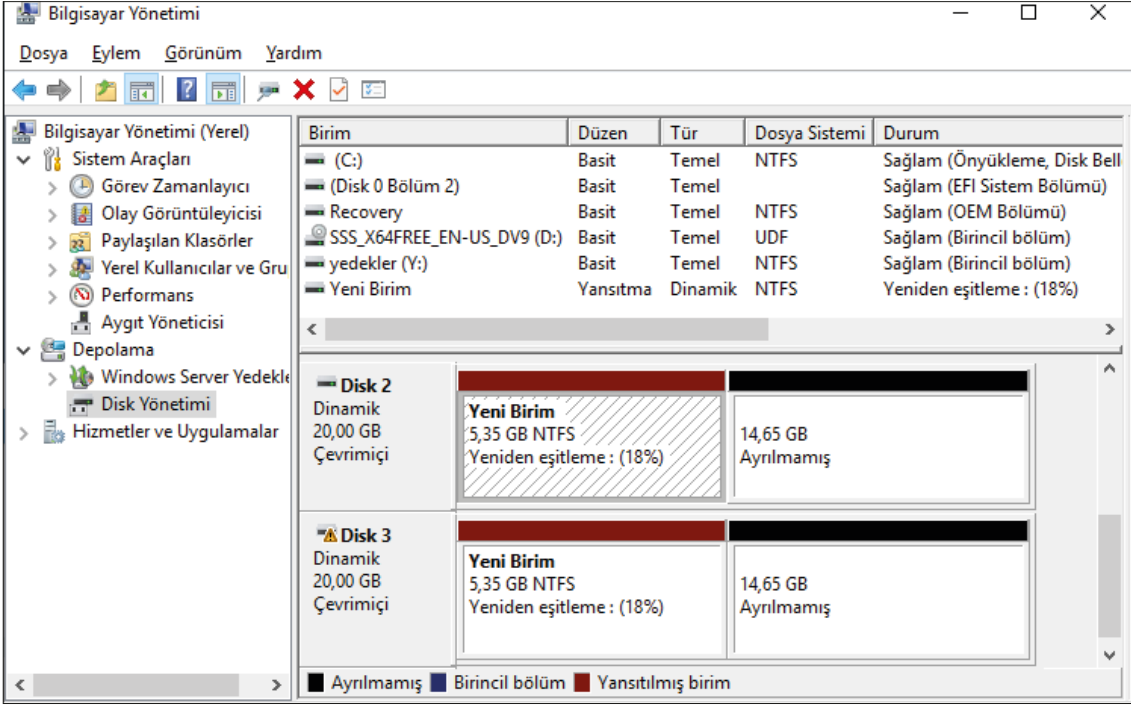 Bilgisayar Yönetimi
Dosya Eylem Görünüm Yardım
Bilgisayar Yönetimi (Yerel)
Sistem Araçları
Görev Zamanlayıcı
Olay Görüntüleyicisi
Paylaşılan Klasörler
Yerel Kullanıcılar ve Gru
Performans
Aygıt Yöneticisi
Depolama
Windows Server Yedekle
Disk Yönetimi
Hizmetler ve Uygulamalar
Birim Düzen Tür Dosya Sistemi Durum
(C:) Basit Temel NTFS Sağlam (Önyükleme, Disk Bell
(Disk 0 Bölüm 2) Basit Temel Sağlam (EFI Sistem Bölümü)
Recovery Basit Temel NTFS Sağlam (OEM Bölümü)
SSS_X64FREE_EN-US_DV9 (D:) Basit Temel UDF Sağlam (Birincil bölüm)
yedekler (Y:) Basit Temel NTFS Sağlam (Birincil bölüm)
Yeni Birim Yansıtma Dinamik NTFS Yeniden eşitleme : (18%)
Disk 2
Dinamik
20,00 GB
Çevrimiçi
Yeni Birim
5,35 GB NTFS
Yeniden eşitleme : (18%)
14,65 GB
Ayrılmamış
Disk 3
Dinamik
20,00 GB
Çevrimiçi
Yeni Birim
5,35 GB NTFS
Yeniden eşitleme : (18%)
14,65 GB
Ayrılmamış
Ayrılmamış Birincil bölüm Yansıtılmış birim